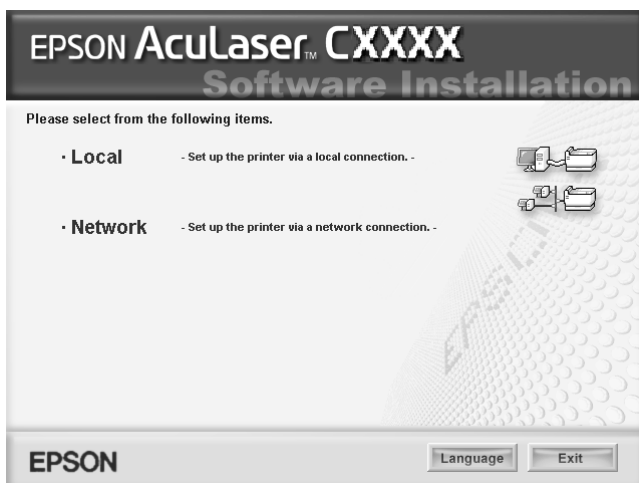 EPSON AcuLaser™ CXXXX
Software Installation
Please select from the following items.
· Local - Set up the printer via a local connection. -
· Network - Set up the printer via a network connection. -
EPSON
EPSON
Language
Exit